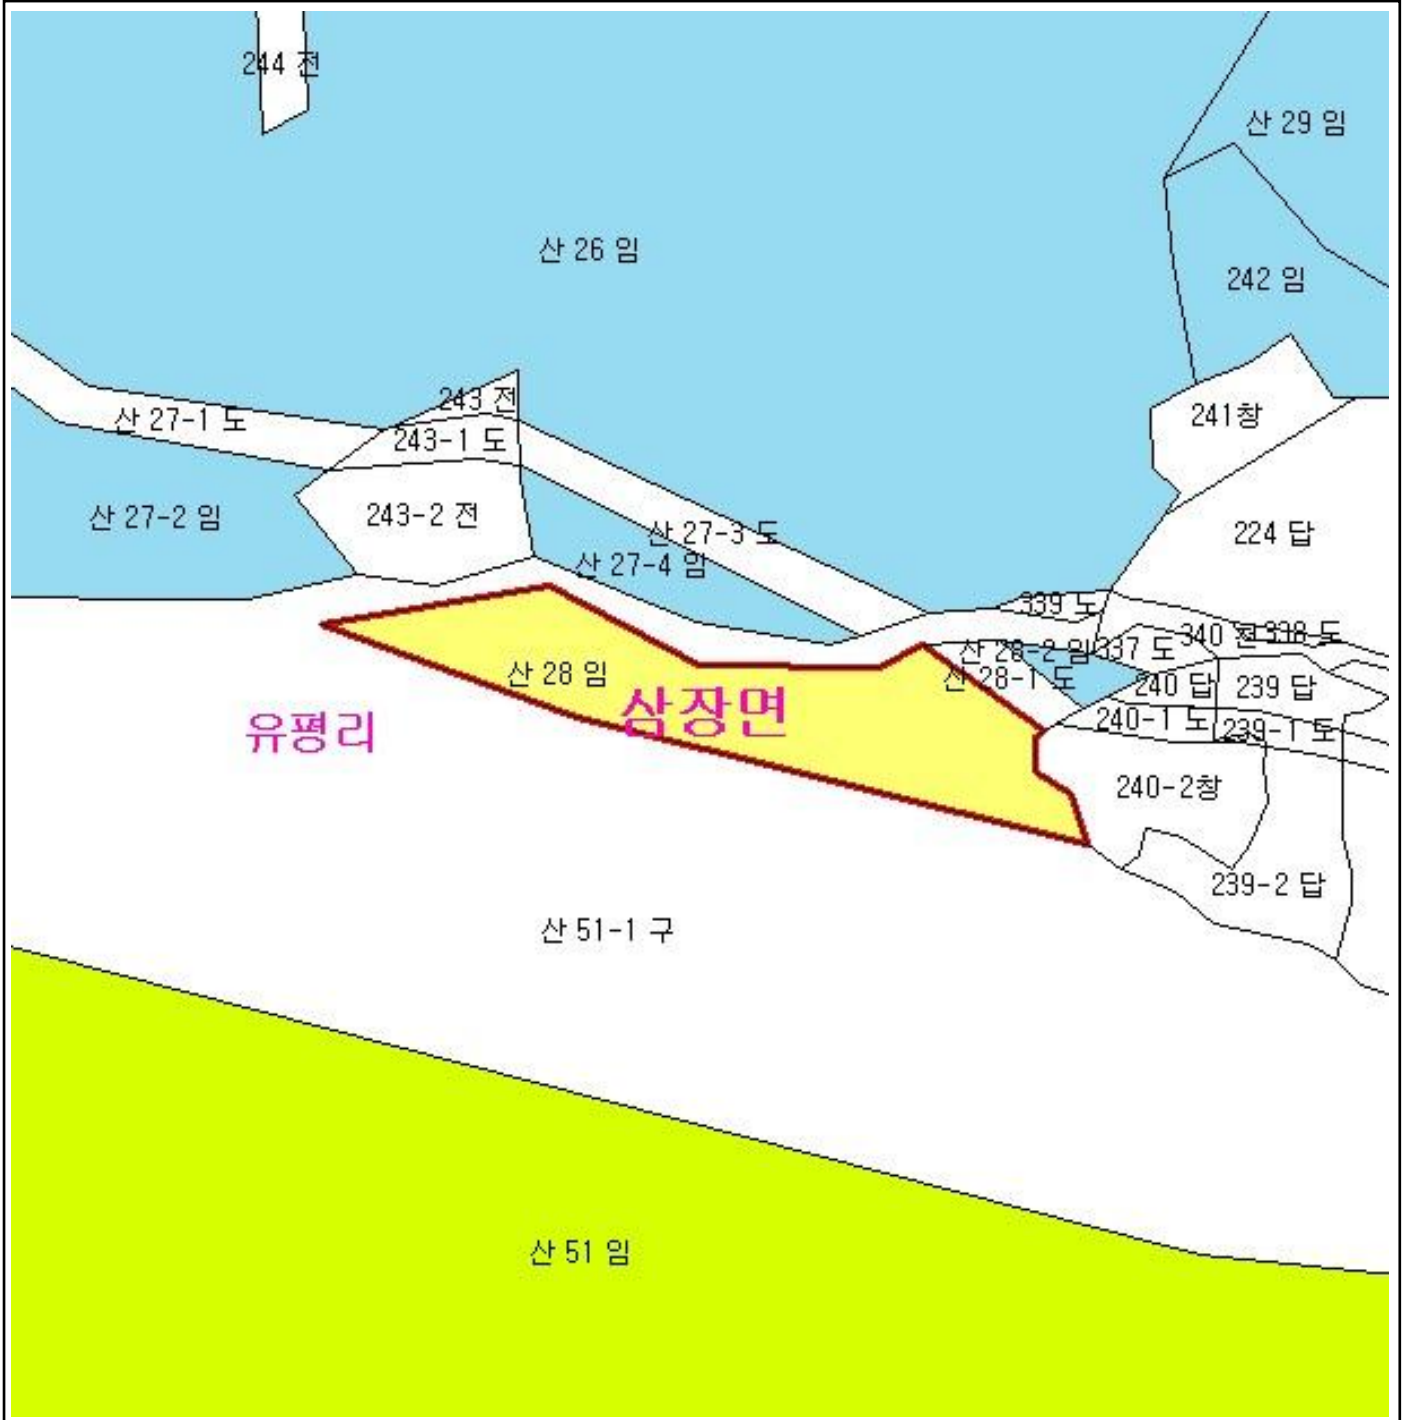 244 전
산 29 임
산 26 임
242 임
243 전
산 27-1 도
241창
243-1 도
산 27-2 임
243-2 전
산 27-3 도
224 답
산 27-4 임
339 도
340 전
338 도
산 28-2 임
337 도
산 28 임
산 28-1 도
240 답
239 답
삼장면
유평리
240-1 도
239-1 도
240-2창
239-2 답
산 51-1 구
산 51 임